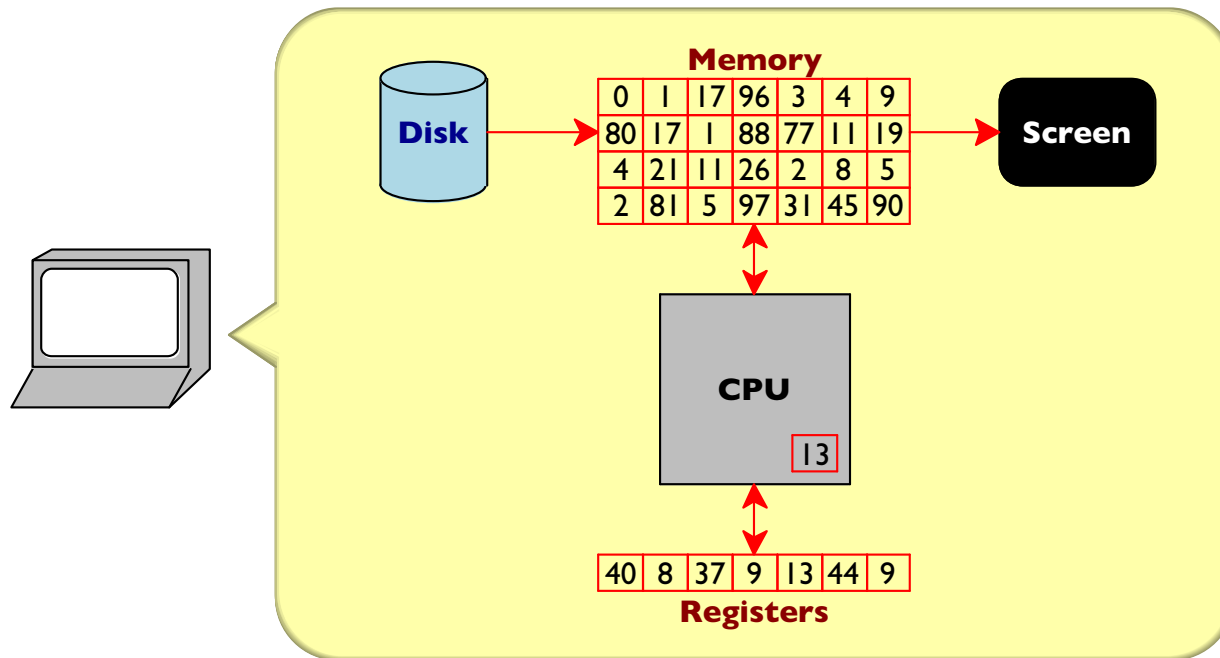 Memory
0 1 17 96 3 4 9
Disk 80 17 1 88 77 11 19 Screen
4 21 11 26 2 8 5
2 81 5 97 31 45 90
CPU
13
40 8 37 9 13 44 9
Registers